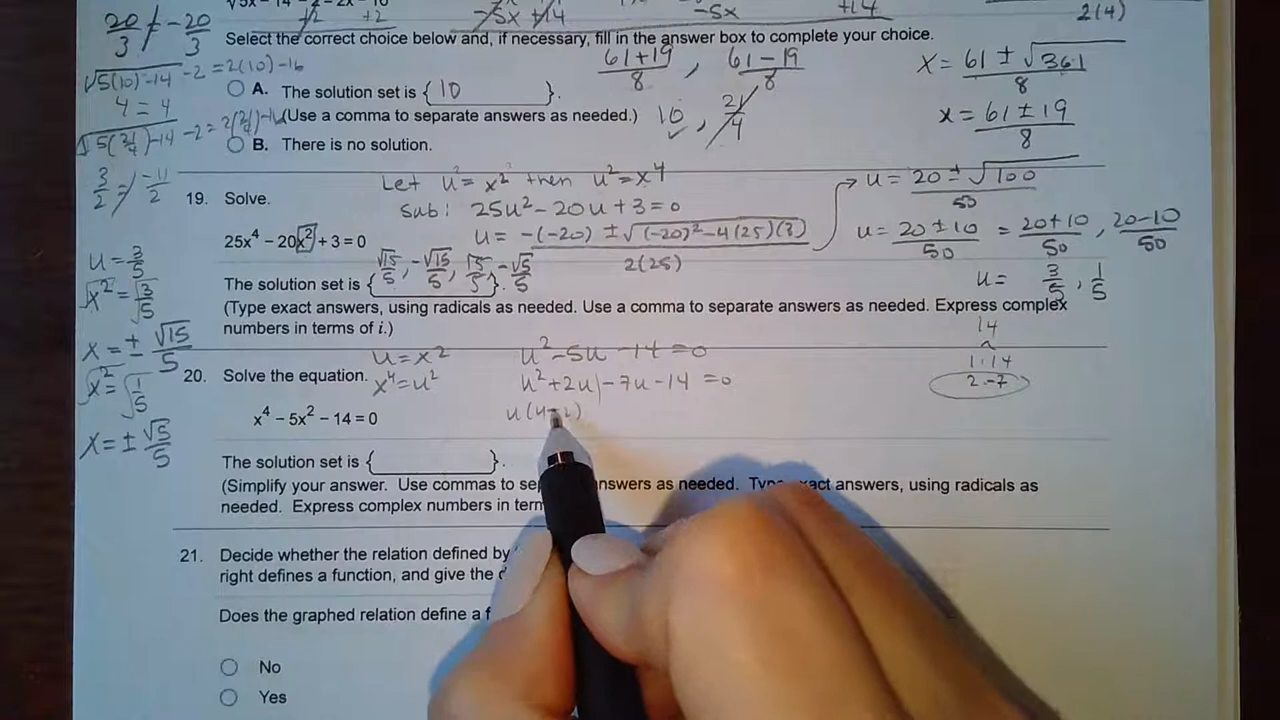 +2 +2
-5x +14 -5x +14
2(4)
20/3 ≠ -20/3
Select the correct choice below and, if necessary, fill in the answer box to complete your choice.
√5(10)-14 -2 = 2(10)-16
4 = 4
A. The solution set is { 10 }.
(Use a comma to separate answers as needed.)
B. There is no solution.
61+19/8 , 61-19/8
10 , 21/4
x = 61 ± √361 / 8
x = 61 ± 19 / 8
3/2 ≠ -11/2
19. Solve.
25x⁴ − 20x² + 3 = 0
Let u = x² then u² = x⁴
Sub: 25u² - 20u + 3 = 0
u = -(-20) ± √(-20)² - 4(25)(3) / 2(25)
u = 20 ± √100 / 50
u = 20 ± 10 / 50 = 20+10 / 50 , 20-10 / 50
u = 3/5 , 1/5
The solution set is { √15/5, -√15/5, √5/5, -√5/5 }.
(Type exact answers, using radicals as needed. Use a comma to separate answers as needed. Express complex
numbers in terms of i.)
u = 3/5
√x² = √3/5
x = ± √15/5
√x² = √1/5
x = ± √5/5
20. Solve the equation.
x⁴ − 5x² − 14 = 0
u = x²
x⁴ = u²
u² - 5u - 14 = 0
u² + 2u - 7u - 14 = 0
14
1·14
2·-7
The solution set is { }.
(Simplify your answer. Use commas to answers as needed. exact answers, using radicals as
needed. Express complex numbers in
21. Decide whether the relation defined by
right defines a function, and give the
Does the graphed relation define a
No
Yes